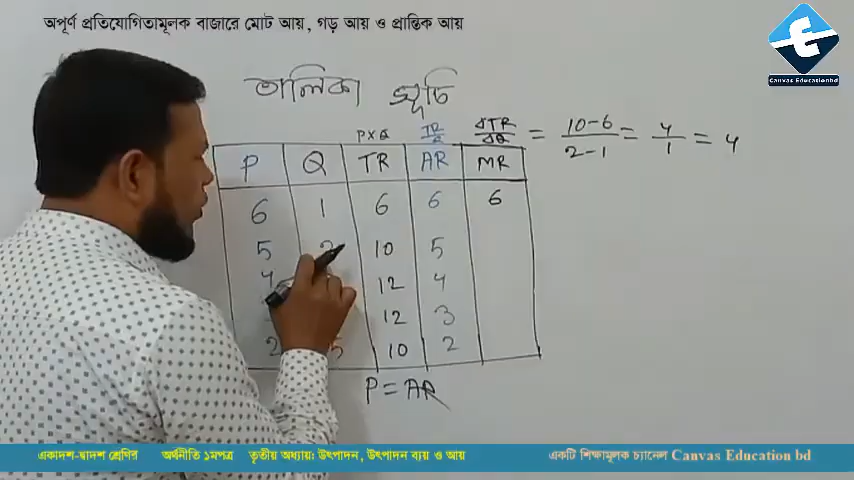 অপূর্ণ প্রতিযোগিতামূলক বাজারে মোট আয়, গড় আয় ও প্রান্তিক আয়
Canvas Educationbd
তালিকা সূচি
P×Q TR/Q ΔTR/ΔQ = 10-6/2-1 = 4/1 = 4
P Q TR AR MR
6 1 6 6 6
5 2 10 5
4 12 4
12 3
2 5 10 2
P = AR
একাদশ-দ্বাদশ শ্রেণির অর্থনীতি ১মপত্র তৃতীয় অধ্যায়: উৎপাদন, উৎপাদন ব্যয় ও আয় একটি শিক্ষামূলক চ্যানেল Canvas Education bd